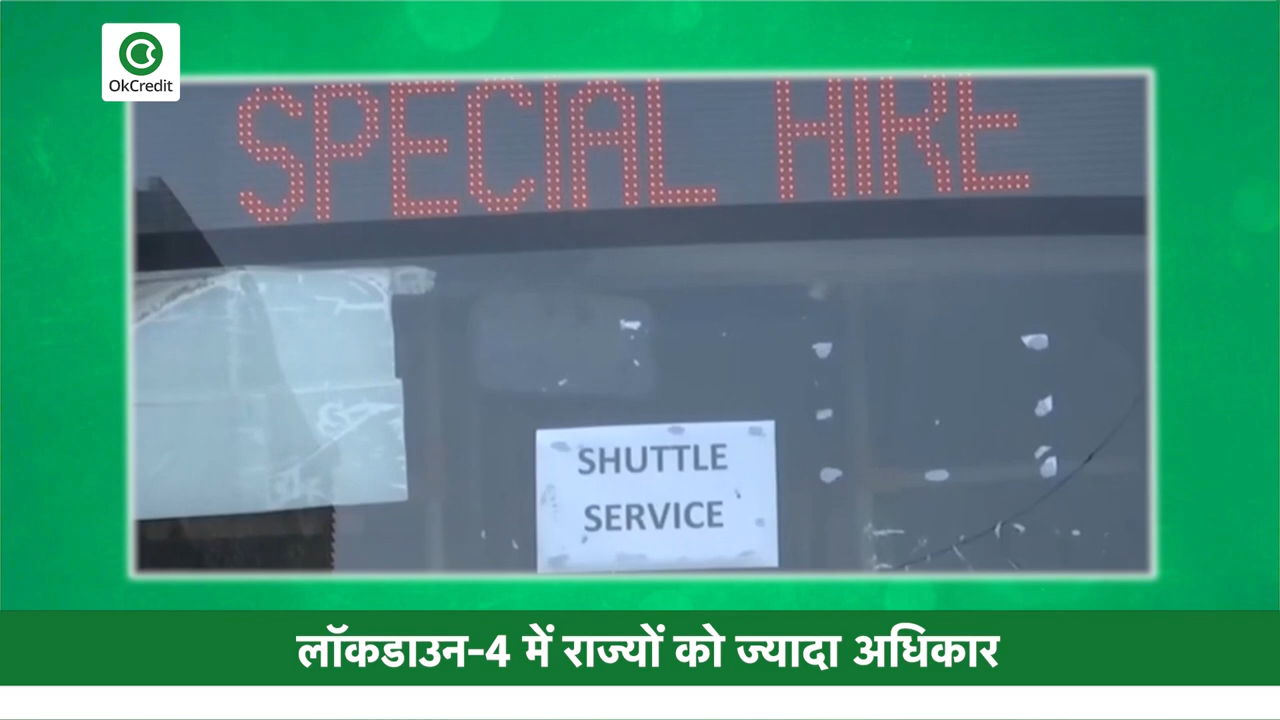 OkCredit
SPECIAL HIRE
SHUTTLE
SERVICE
लॉकडाउन-4 में राज्यों को ज्यादा अधिकार